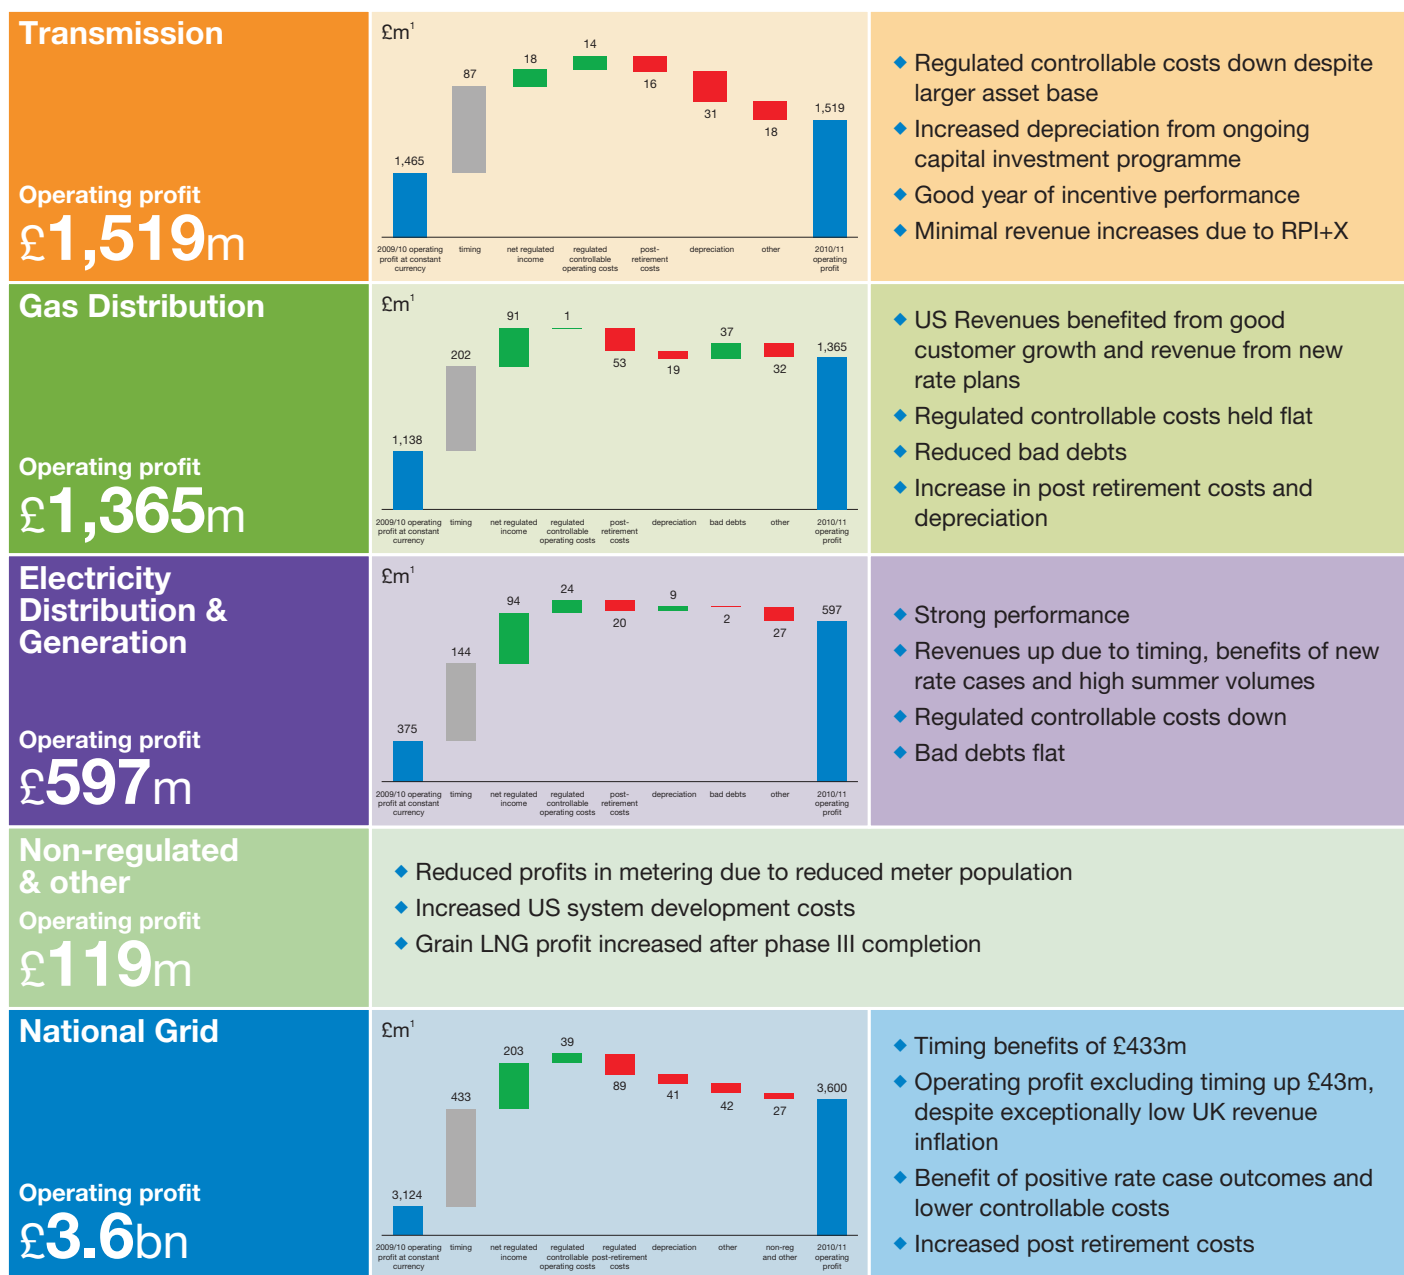 Transmission
Operating profit
£1,519m
£m¹
1,465
87
18
14
16
31
18
1,519
2009/10 operating profit at constant currency
timing
net regulated income
regulated controllable operating costs
post-retirement costs
depreciation
other
2010/11 operating profit
◆ Regulated controllable costs down despite
larger asset base
◆ Increased depreciation from ongoing
capital investment programme
◆ Good year of incentive performance
◆ Minimal revenue increases due to RPI+X
Gas Distribution
Operating profit
£1,365m
£m¹
1,138
202
91
1
53
19
37
32
1,365
2009/10 operating profit at constant currency
timing
net regulated income
regulated controllable operating costs
post-retirement costs
depreciation
bad debts
other
2010/11 operating profit
◆ US Revenues benefited from good
customer growth and revenue from new
rate plans
◆ Regulated controllable costs held flat
◆ Reduced bad debts
◆ Increase in post retirement costs and
depreciation
Electricity
Distribution &
Generation
Operating profit
£597m
£m¹
375
144
94
24
20
9
2
27
597
2009/10 operating profit at constant currency
timing
net regulated income
regulated controllable operating costs
post-retirement costs
depreciation
bad debts
other
2010/11 operating profit
◆ Strong performance
◆ Revenues up due to timing, benefits of new
rate cases and high summer volumes
◆ Regulated controllable costs down
◆ Bad debts flat
Non-regulated
& other
Operating profit
£119m
◆ Reduced profits in metering due to reduced meter population
◆ Increased US system development costs
◆ Grain LNG profit increased after phase III completion
National Grid
Operating profit
£3.6bn
£m¹
3,124
433
203
39
89
41
42
27
3,600
2009/10 operating profit at constant currency
timing
net regulated income
regulated controllable operating costs
regulated post-retirement costs
depreciation
other
non-reg and other
2010/11 operating profit
◆ Timing benefits of £433m
◆ Operating profit excluding timing up £43m,
despite exceptionally low UK revenue
inflation
◆ Benefit of positive rate case outcomes and
lower controllable costs
◆ Increased post retirement costs